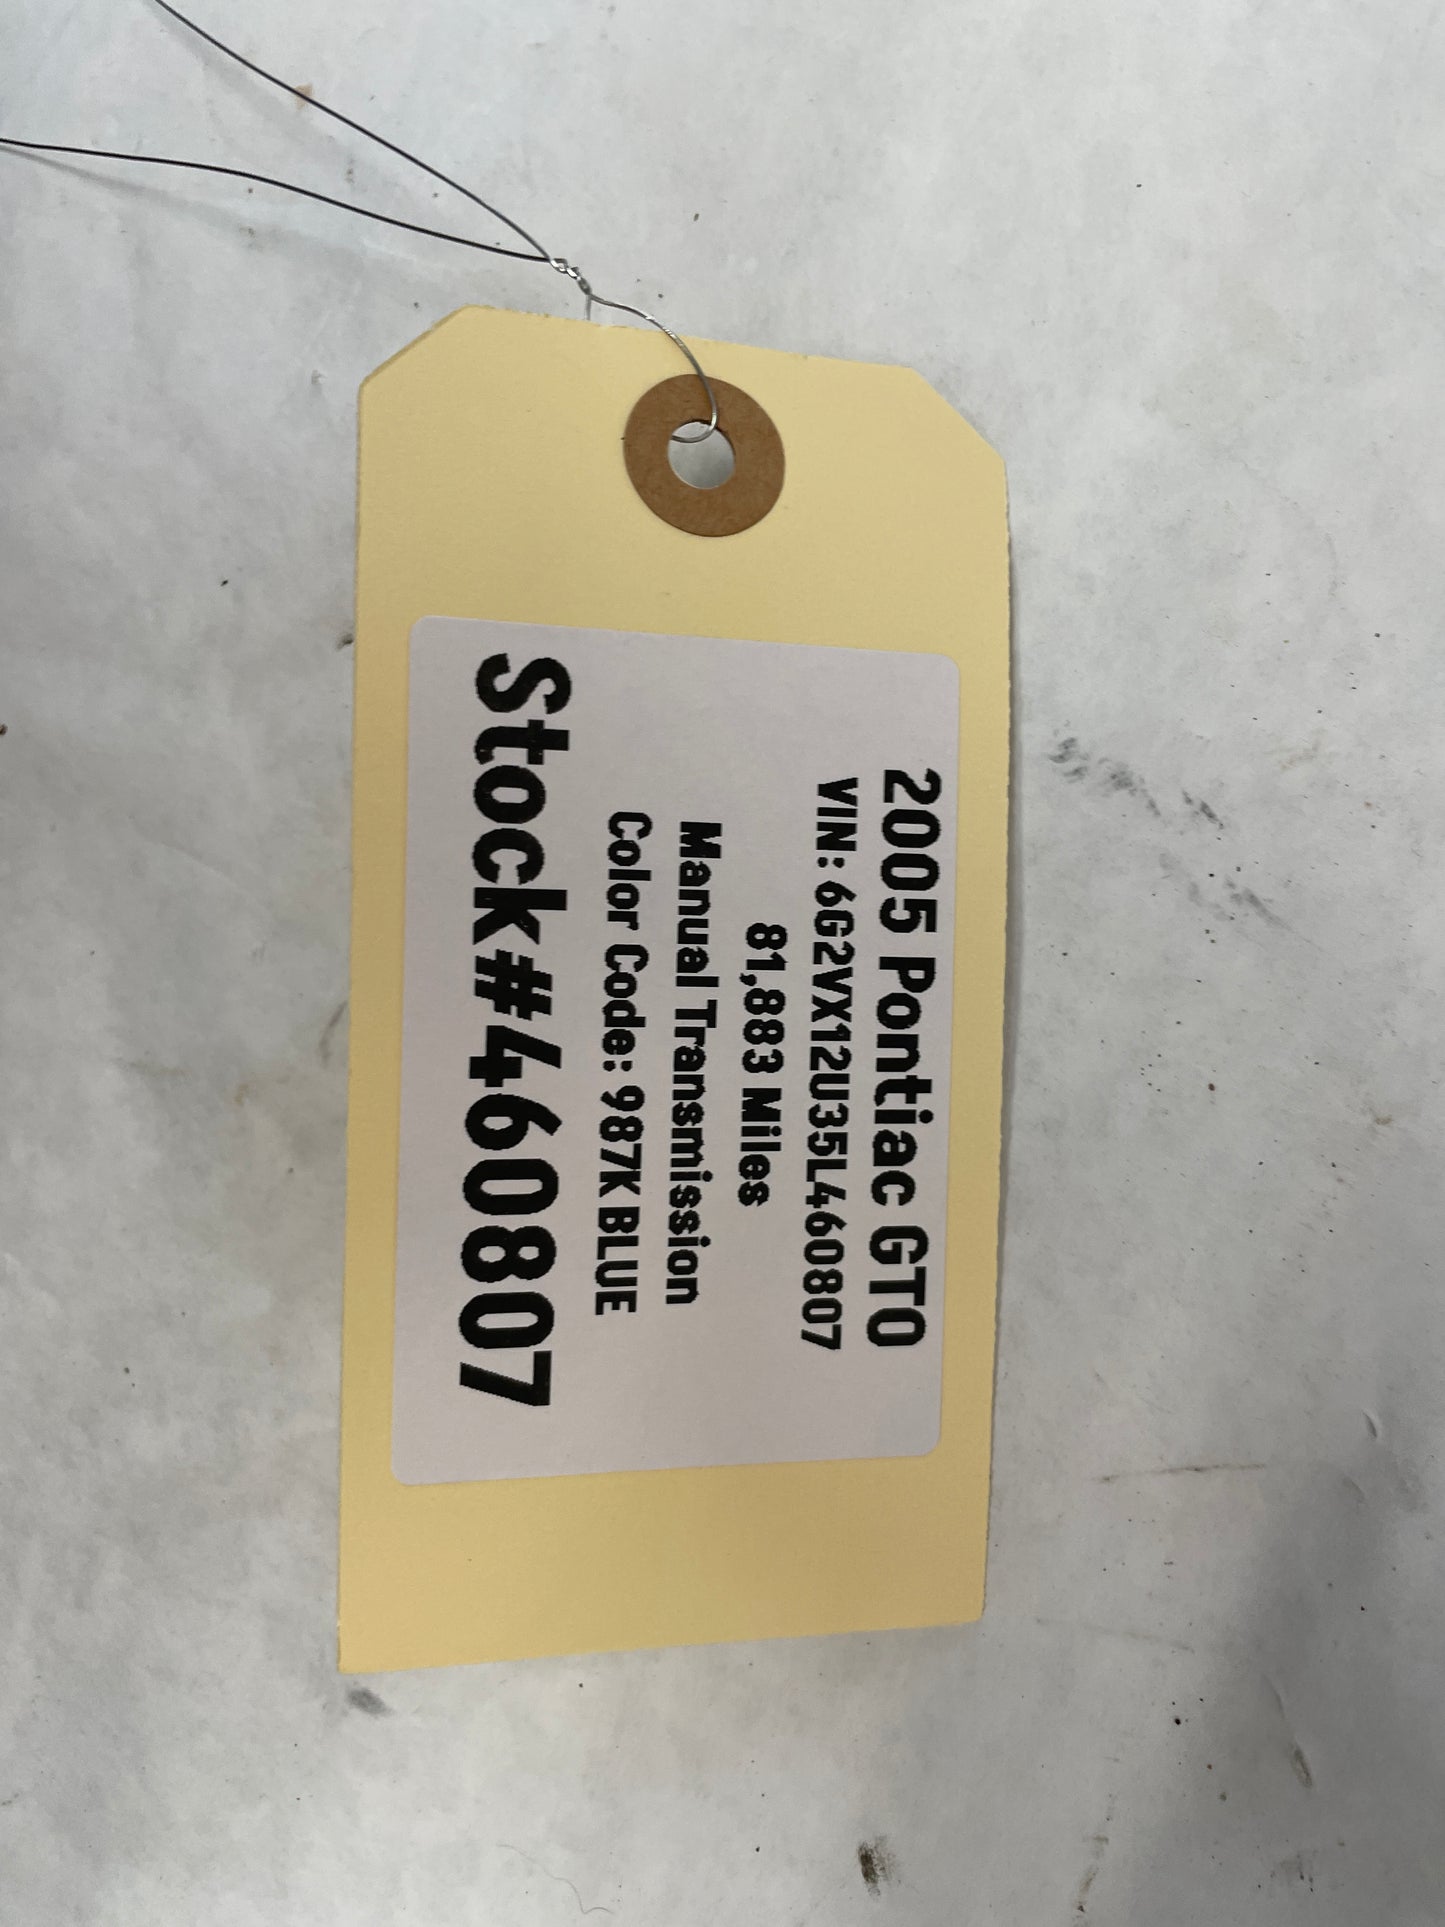 2005 Pontiac GTO
VIN: 6G2VX12U35L460807
81,883 Miles
Manual Transmission
Color Code: 987K BLUE
Stock#460807